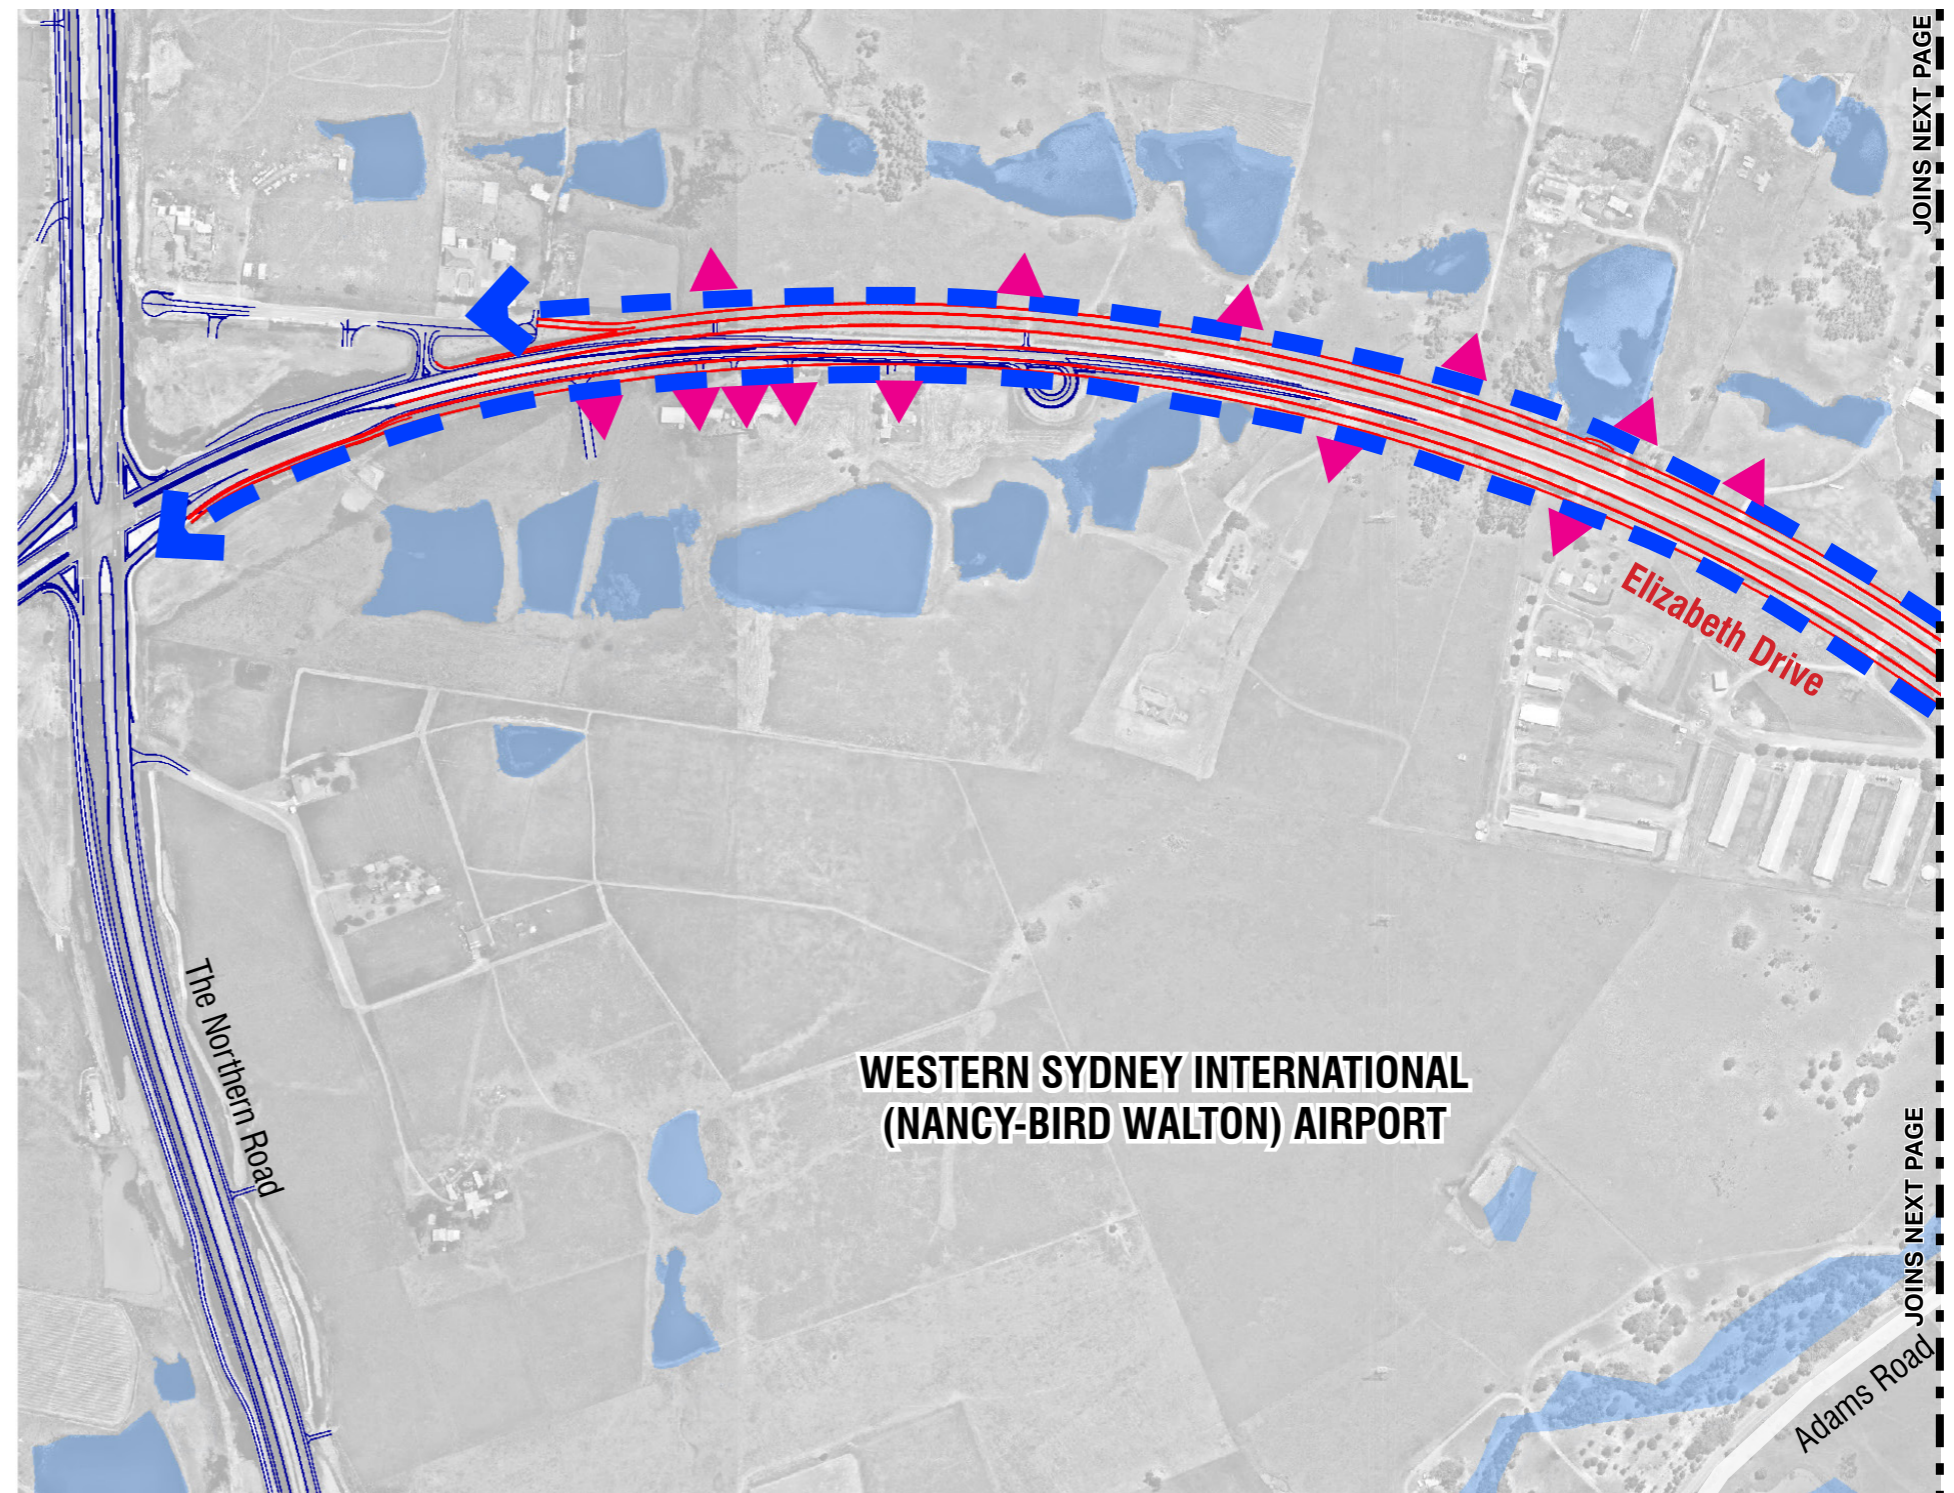 JOINS NEXT PAGE
Elizabeth Drive
The Northern Road
WESTERN SYDNEY INTERNATIONAL
(NANCY-BIRD WALTON) AIRPORT
JOINS NEXT PAGE
Adams Road